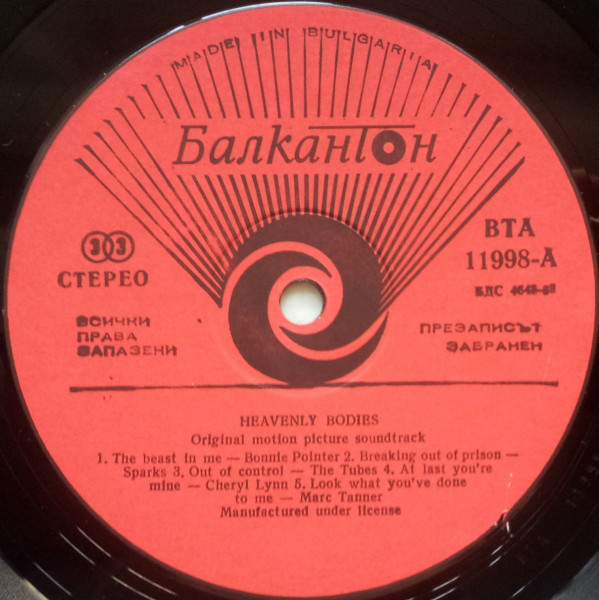 MADE IN BULGARIA
Балкантон
33
СТЕРЕО
ВТА
11998-А
ВСИЧКИ
ПРАВА
ЗАПАЗЕНИ
ПРЕЗАПИСЪТ
ЗАБРАНЕН
HEAVENLY BODIES
Original motion picture soundtrack
1. The beast in me — Bonnie Pointer 2. Breaking out of prison —
Sparks 3. Out of control — The Tubes 4. At last you're
mine — Cheryl Lynn 5. Look what you've done
to me — Marc Tanner
Manufactured under license